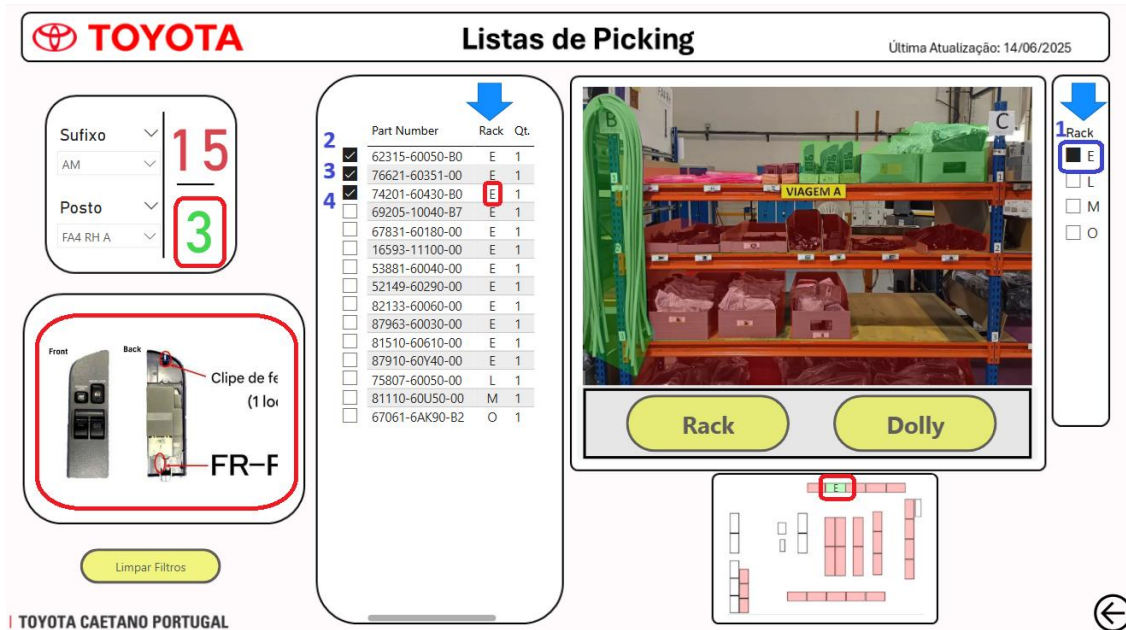 TOYOTA
Listas de Picking
Última Atualização: 14/06/2025
Sufixo
AM
15
Posto
FA4 RH A
3
Front
Back
Clipe de fe
(1 lo
FR-F
Limpar Filtros
TOYOTA CAETANO PORTUGAL
Part Number Rack Qt.
2
62315-60050-B0 E 1
3
76621-60351-00 E 1
4
74201-60430-B0 E 1
69205-10040-B7 E 1
67831-60180-00 E 1
16593-11100-00 E 1
53881-60040-00 E 1
52149-60290-00 E 1
82133-60060-00 E 1
87963-60030-00 E 1
81510-60610-00 E 1
87910-60Y40-00 E 1
75807-60050-00 L 1
81110-60U50-00 M 1
67061-6AK90-B2 O 1
B
C
VIAGEM A
Rack
Dolly
E
1
Rack
E
L
M
O